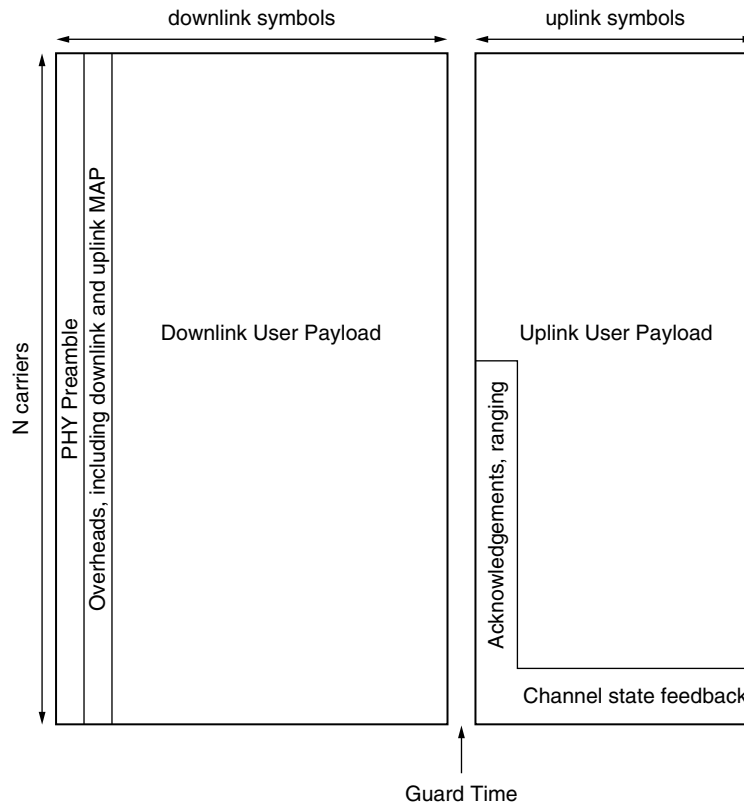 downlink symbols
uplink symbols
N carriers
PHY Preamble
Overheads, including downlink and uplink MAP
Downlink User Payload
Uplink User Payload
Acknowledgements, ranging
Channel state feedback
Guard Time